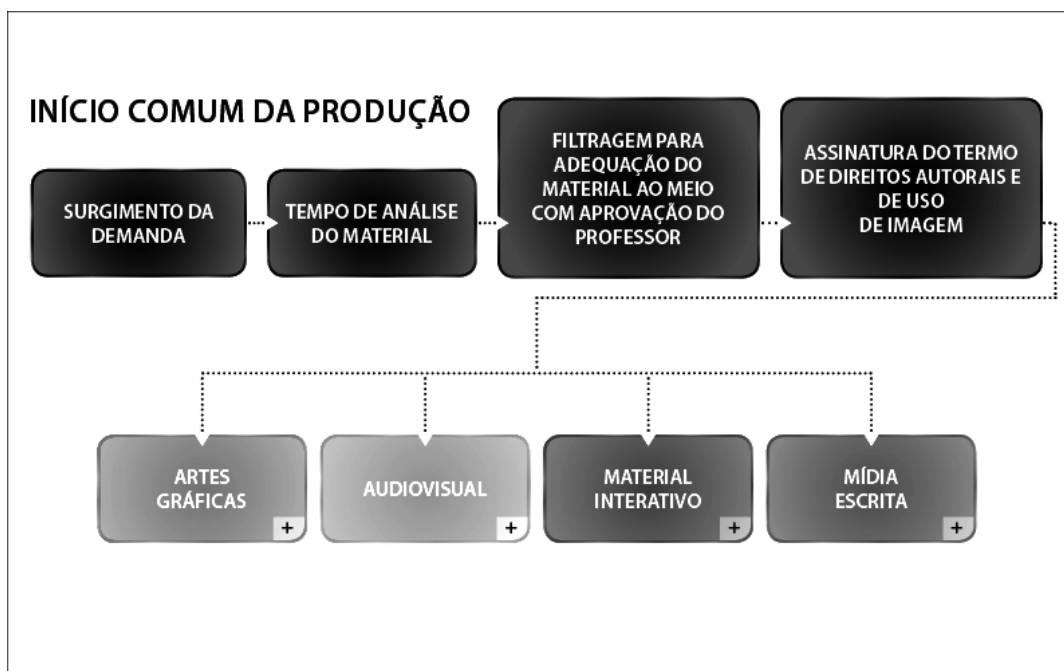 INÍCIO COMUM DA PRODUÇÃO
SURGIMENTO DA
DEMANDA
TEMPO DE ANÁLISE
DO MATERIAL
FILTRAGEM PARA
ADEQUAÇÃO DO
MATERIAL AO MEIO
COM APROVAÇÃO DO
PROFESSOR
ASSINATURA DO TERMO
DE DIREITOS AUTORAIS E
DE USO
DE IMAGEM
ARTES
GRÁFICAS
+
AUDIOVISUAL
+
MATERIAL
INTERATIVO
+
MÍDIA
ESCRITA
+